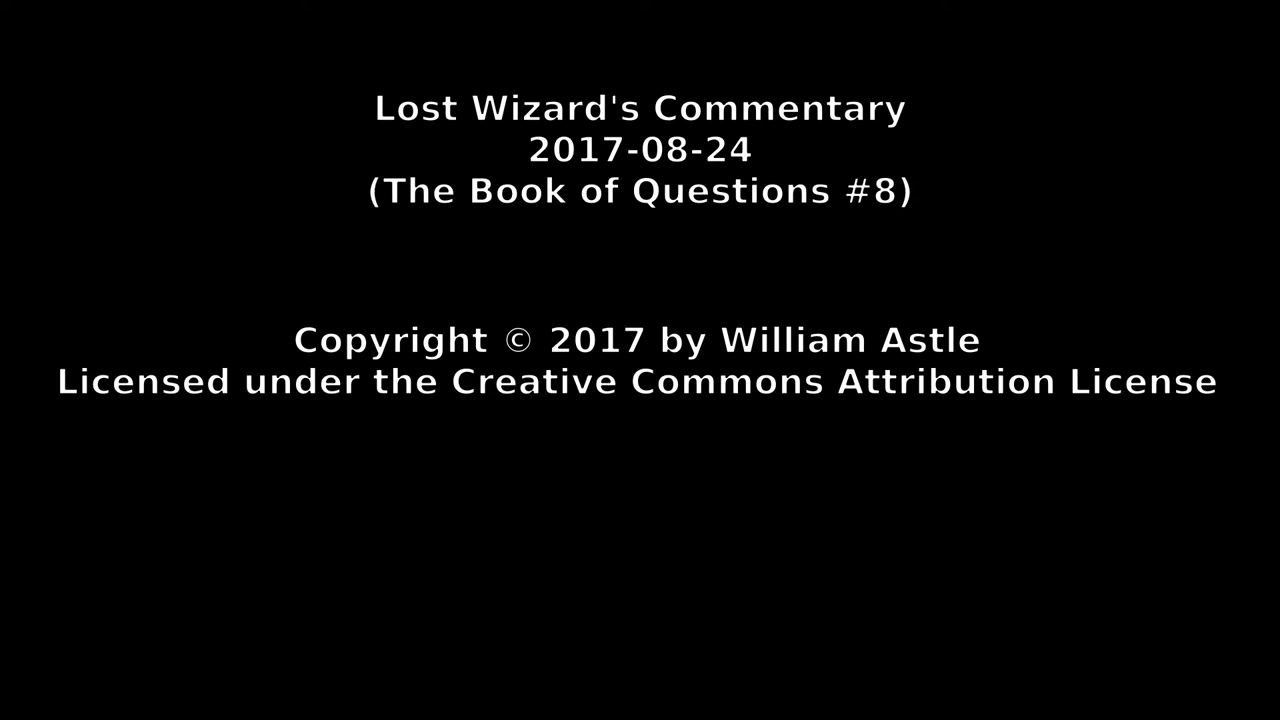 Lost Wizard's Commentary
2017-08-24
(The Book of Questions #8)
Copyright © 2017 by William Astle
Licensed under the Creative Commons Attribution License